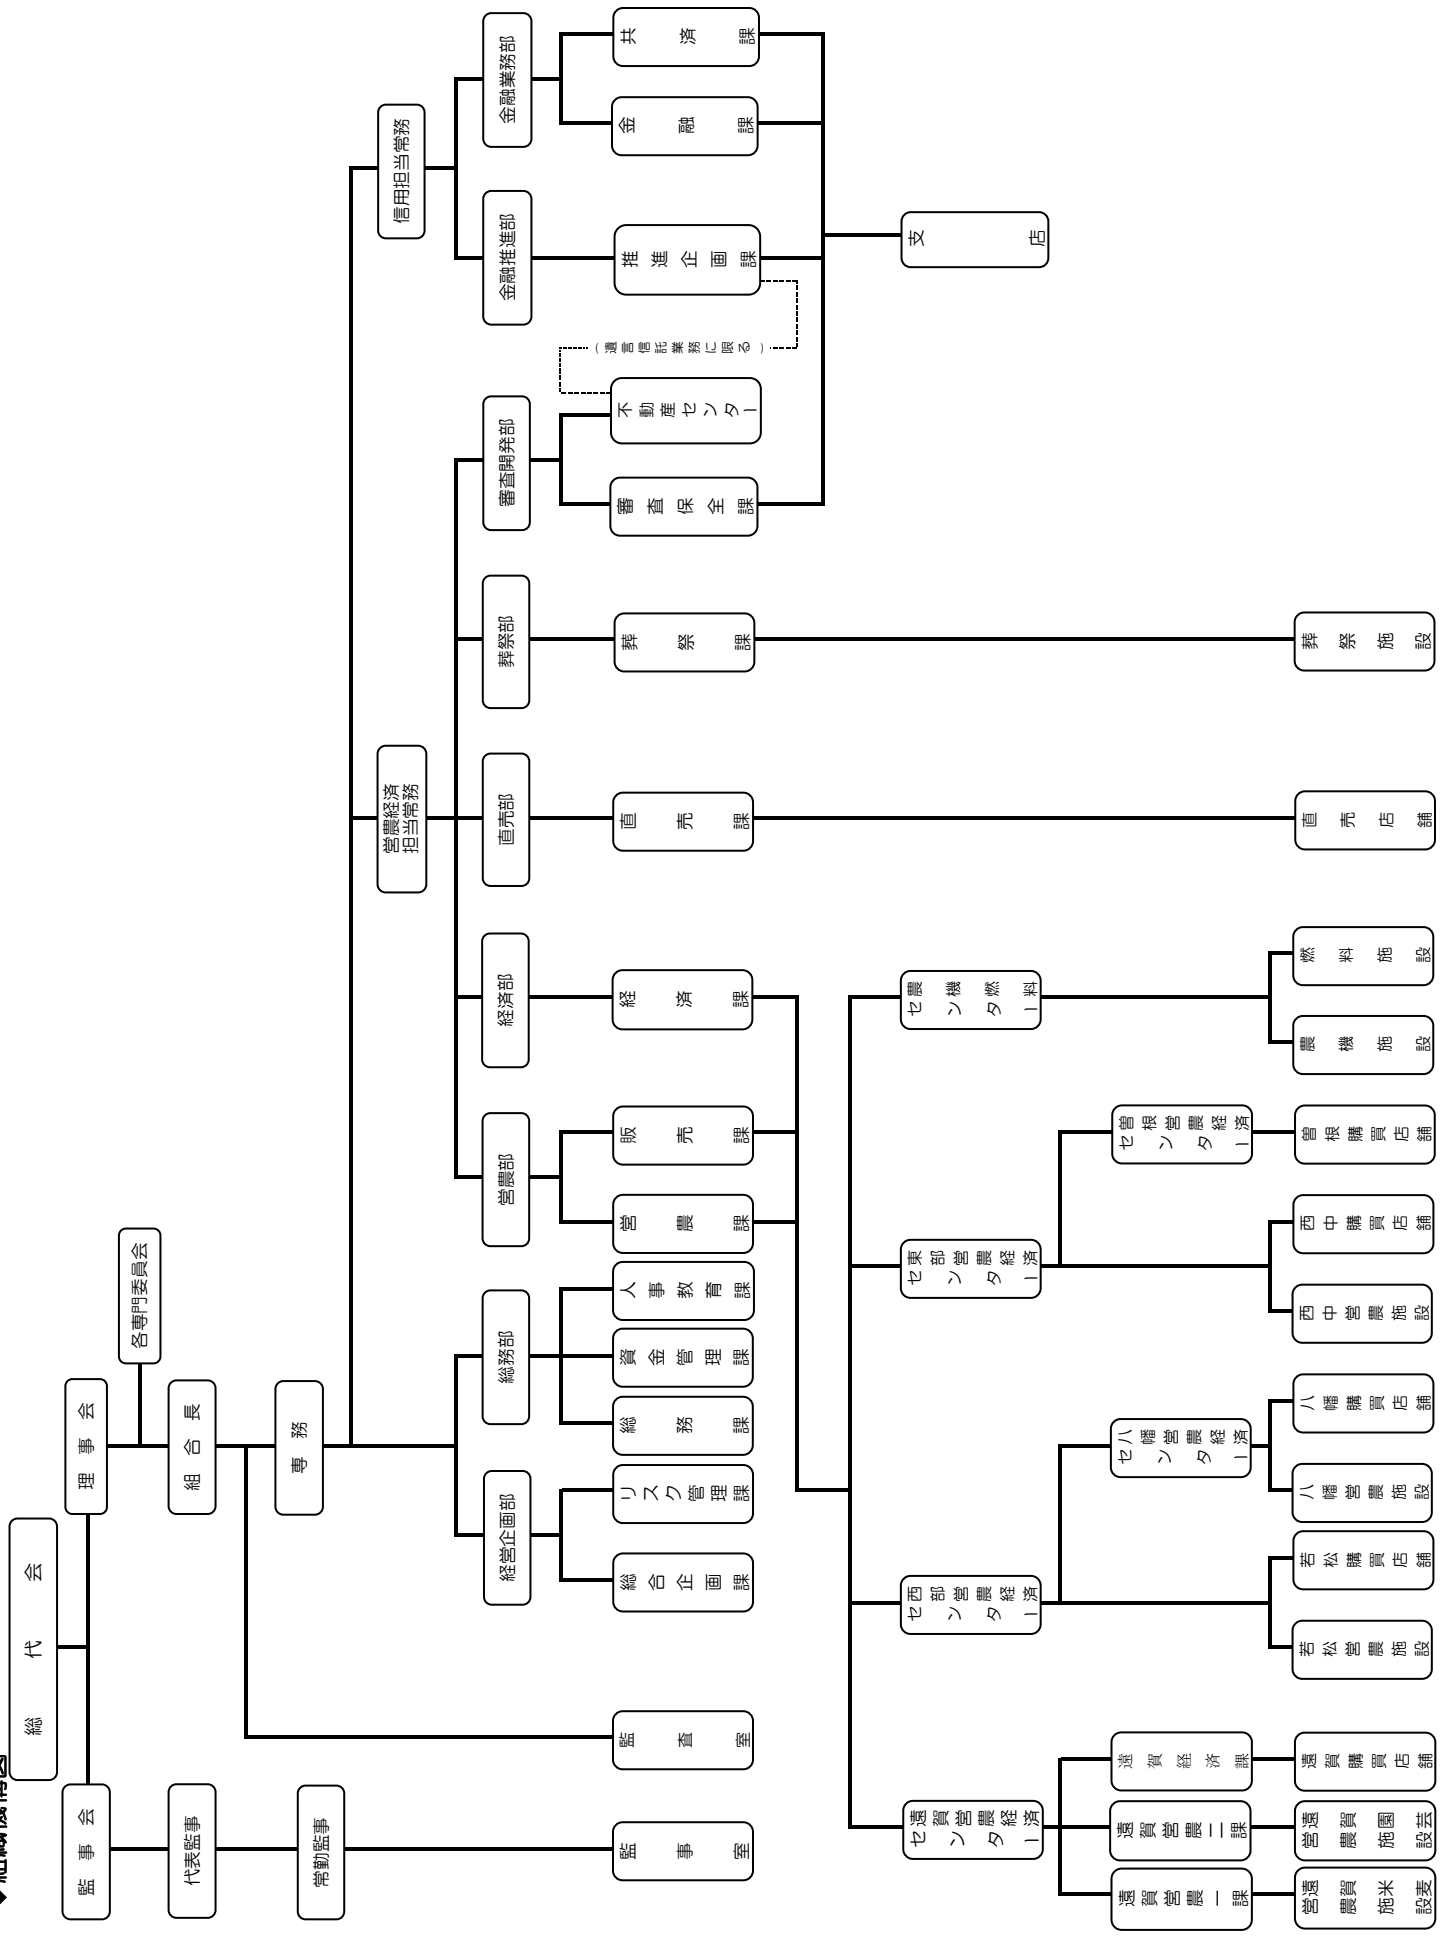 ◆組織機構図
総代会
監事会
理事会
各専門委員会
代表監事
組合長
常勤監事
専務
営農経済
担当常務
信用担当常務
経営企画部
総務部
営農部
経済部
直売部
葬祭部
審査開発部
金融推進部
金融業務部
監事室
監査室
総合企画課
リスク管理課
総務課
資金管理課
人事教育課
営農課
販売課
経済課
直売課
葬祭課
審査保全課
不動産センター
(遺言信託業務に限る)
推進企画課
金融課
共済課
遠賀営農経済
センター
西部営農経済
センター
東部営農経済
センター
農機燃料
センター
支店
遠賀営農一課
遠賀営農二課
遠賀経済課
八幡営農経済
センター
曽根営農経済
センター
遠賀米麦
営農施設
遠賀園芸
営農施設
遠賀購買店舗
若松営農施設
若松購買店舗
八幡営農施設
八幡購買店舗
西中営農施設
西中購買店舗
曽根購買店舗
農機施設
燃料施設
直売店舗
葬祭施設